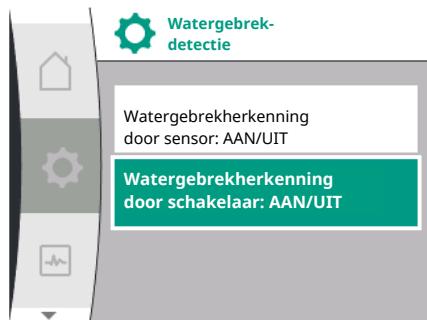 Watergebrek-
detectie
Watergebrekherkenning
door sensor: AAN/UIT
Watergebrekherkenning
door schakelaar: AAN/UIT